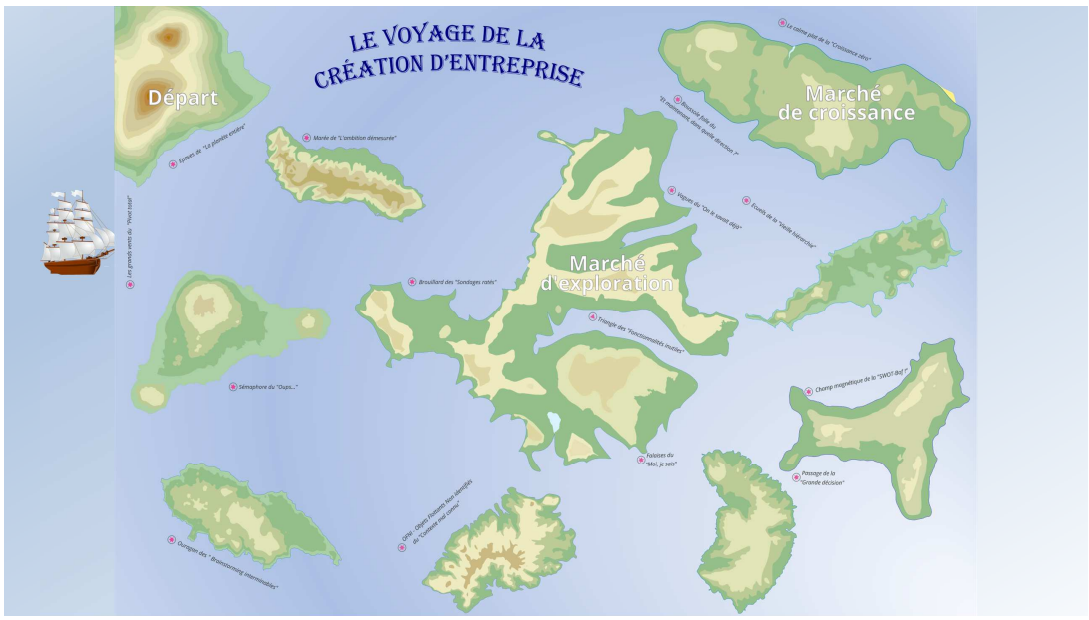 LE VOYAGE DE LA
CRÉATION D'ENTREPRISE
Départ
Marché
de croissance
Le calme plat de la "Croissance zéro"
Boussole folle du
"Et maintenant, dans quelle direction ?"
Fumées de "La planète entière"
Marée de "L'ambition démesurée"
Les grands vents du "Pivot total"
Vagues du "On le savait déjà"
Ecueils de la "Vieille hiérarchie"
Marché
d'exploration
Brouillard des "Sondages ratés"
Triangle des "Fonctionnalités inutiles"
Sémaphore du "Oups..."
Champ magnétique de la "SWOT-Bof !"
Falaises du
"Moi, je sais"
Passage de la
"Grande décision"
OFNI : Objets Flottants Non Identifiés
du "Contexte mal connu"
Ouragan des " Brainstorming interminables"